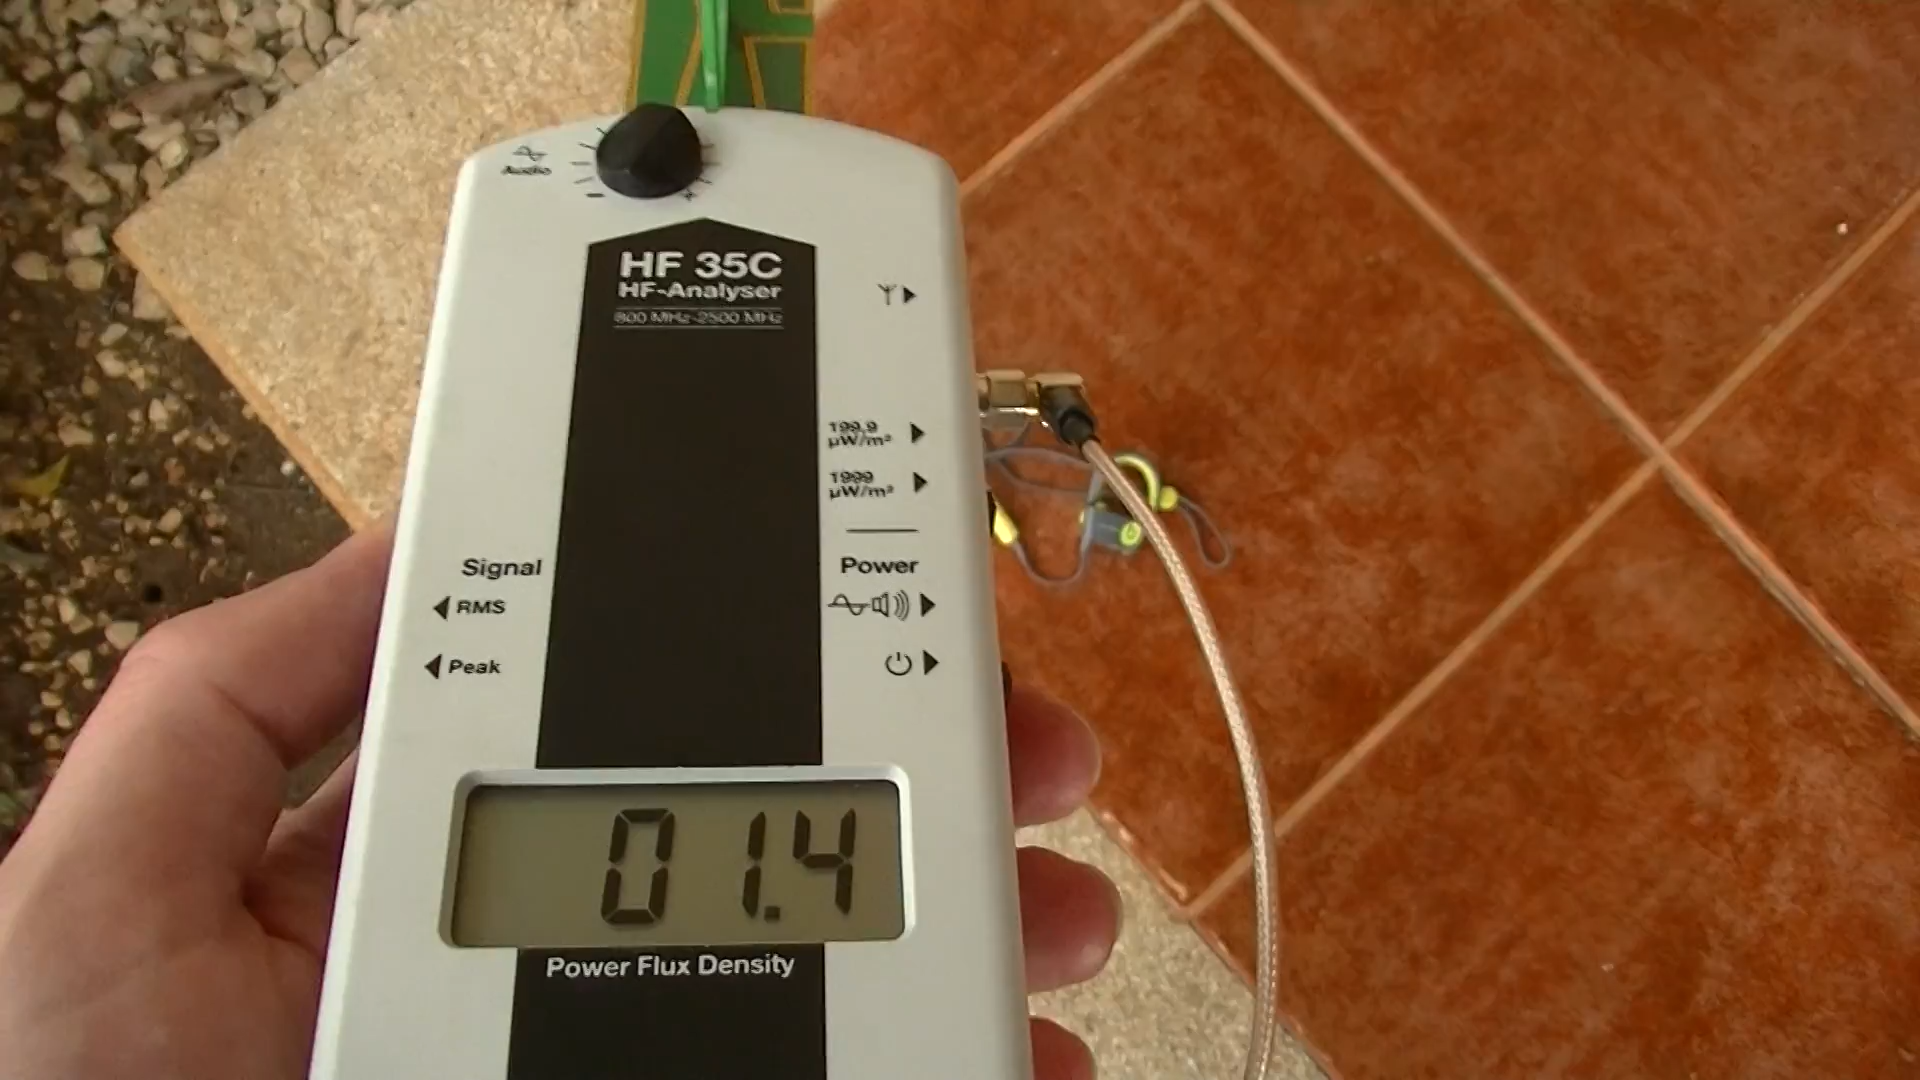 Audio
- +
HF 35C
HF-Analyser
800 MHz-2500 MHz
199.9
µW/m²
1999
µW/m²
Signal
Power
RMS
Peak
01.4
Power Flux Density